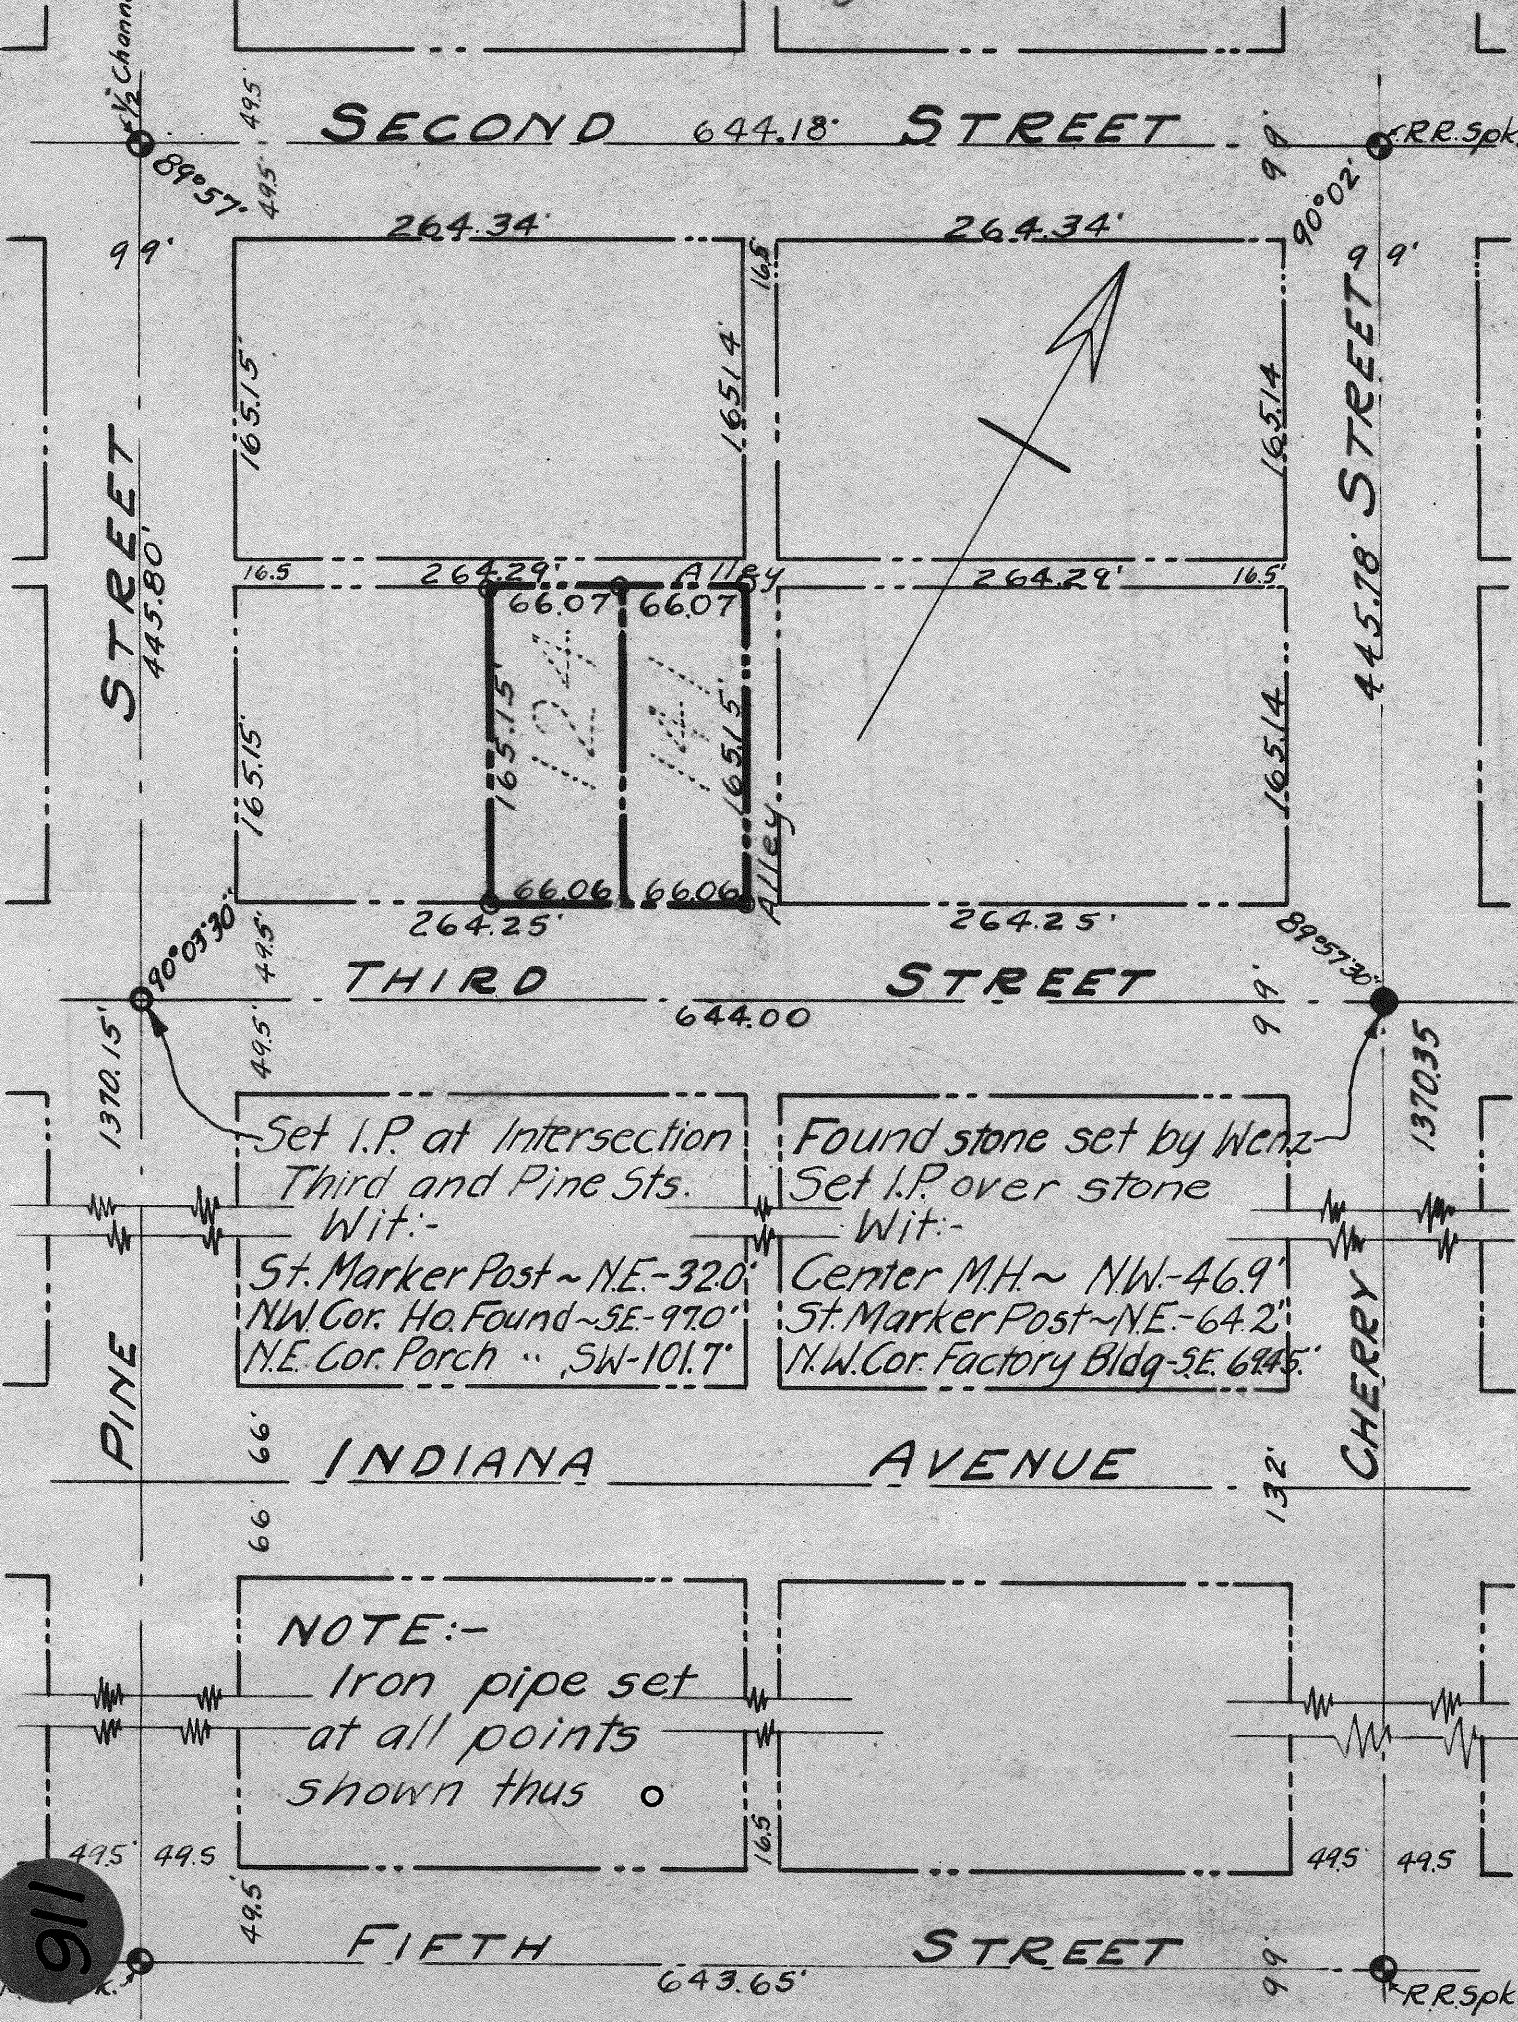 ½" Chann
49.5'
SECOND 644.18' STREET
99'
R.R.Spk.
89°57'
49.5'
90°02'
264.34'
264.34'
99'
16.5'
99'
165.15'
165.14'
165.14
STREET
445.80'
STREET
445.78'
16.5
264.29'
Alley
264.29'
16.5'
66.07
66.07
124
165.15'
165.15'
165.15'
165.14
Alley
66.06
66.06
264.25'
264.25'
90°03'30"
49.5'
89°57'30"
THIRD STREET
644.00
99'
1370.15'
49.5'
1370.35
Set I.P. at Intersection
Third and Pine Sts.
Wit:-
St. Marker Post ~ N.E.-32.0'
N.W. Cor. Ho. Found ~ S.E.-97.0'
N.E. Cor. Porch " , SW-101.7'
Found stone set by Wenz
Set I.P. over stone
Wit:-
Center M.H. ~ N.W.-46.9'
St. Marker Post ~ N.E.-64.2'
N.W. Cor. Factory Bldg-S.E. 69.45'
PINE
CHERRY
66'
INDIANA AVENUE
132'
66'
NOTE:-
Iron pipe set
at all points
shown thus
16.5
49.5' 49.5
49.5 49.5
49.5'
FIFTH STREET
643.65'
99'
R.R.Spk
911